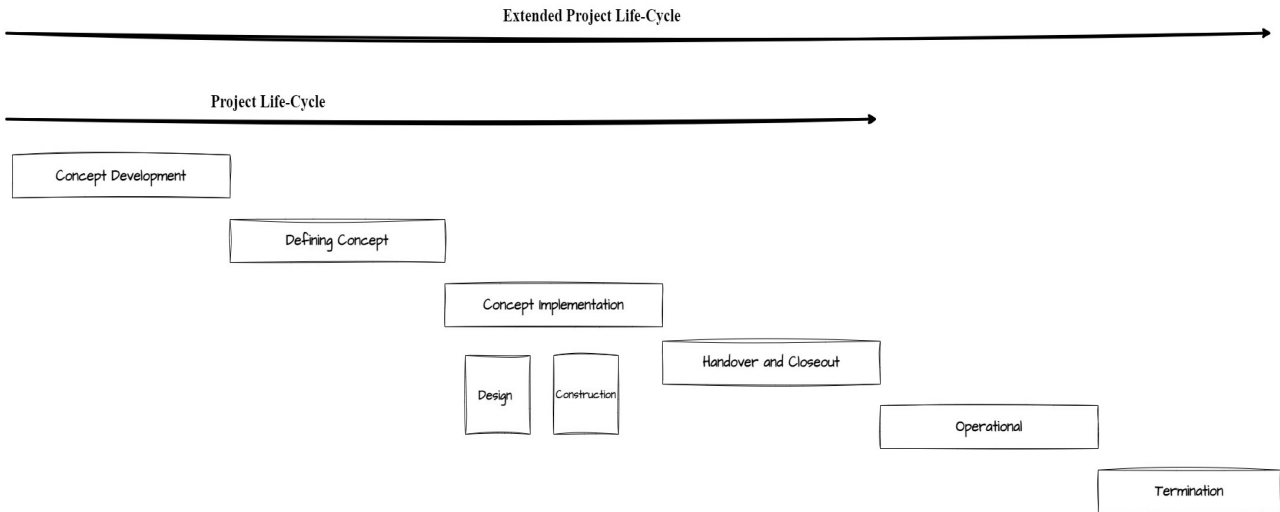 Extended Project Life-Cycle
Project Life-Cycle
Concept Development
Defining Concept
Concept Implementation
Handover and Closeout
Design
Construction
Operational
Termination